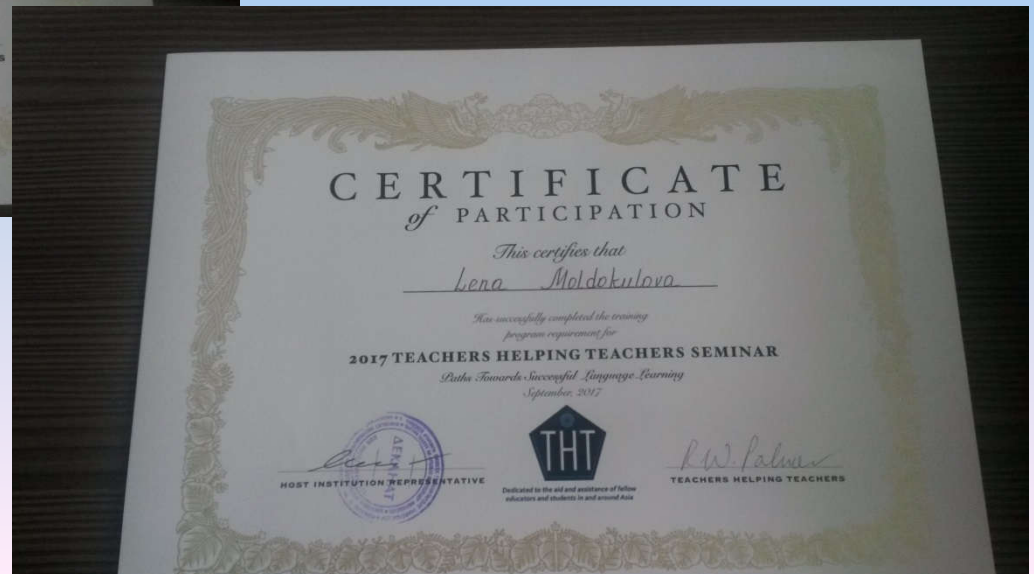 CERTIFICATE
of PARTICIPATION
This certifies that
Lena Moldokulova
Has successfully completed the training
program requirement for
2017 TEACHERS HELPING TEACHERS SEMINAR
Paths Towards Successful Language Learning
September, 2017
ДЕКАНАТ
THT
R.W. Palmer
HOST INSTITUTION REPRESENTATIVE
TEACHERS HELPING TEACHERS
Dedicated to the aid and assistance of fellow
educators and students in and around Asia